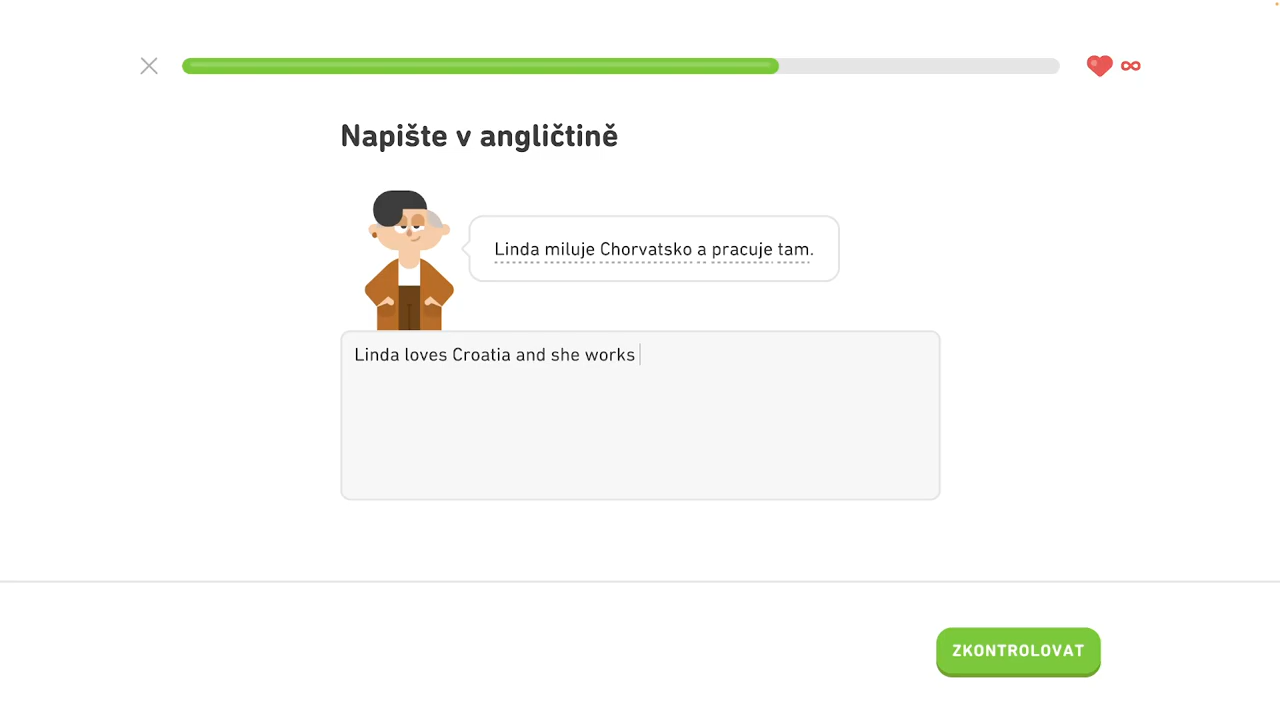 Napište v angličtině
Linda miluje Chorvatsko a pracuje tam.
Linda loves Croatia and she works
ZKONTROLOVAT